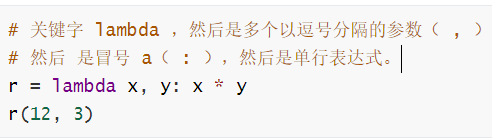 # 关键字 lambda ，然后是多个以逗号分隔的参数（ , ）
# 然后 是冒号 a（ : ），然后是单行表达式。
r = lambda x, y: x * y
r(12, 3)